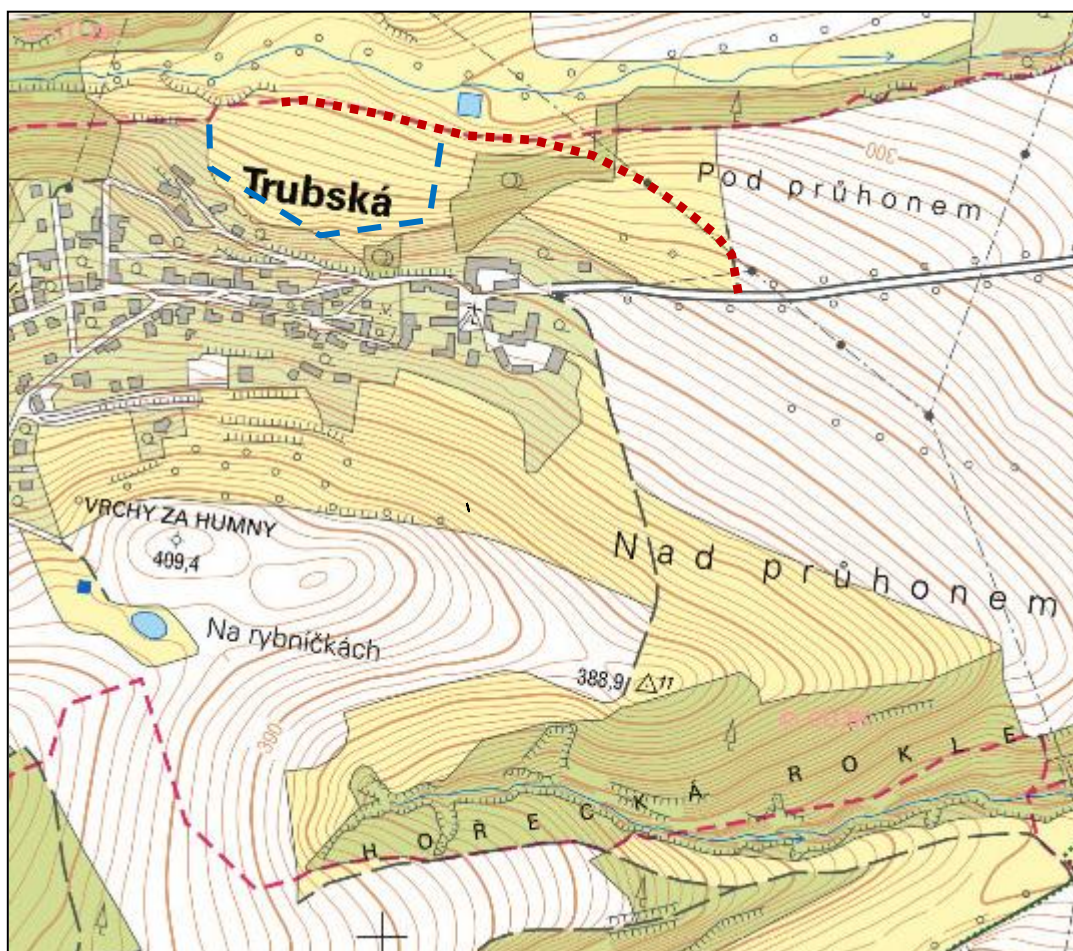 Trubská
300
Pod průhonem
VRCHY ZA HUMNY
409,4
Nad průhonem
Na rybníčkách
388,9
11
390
HOŘECKÁ ROKLE